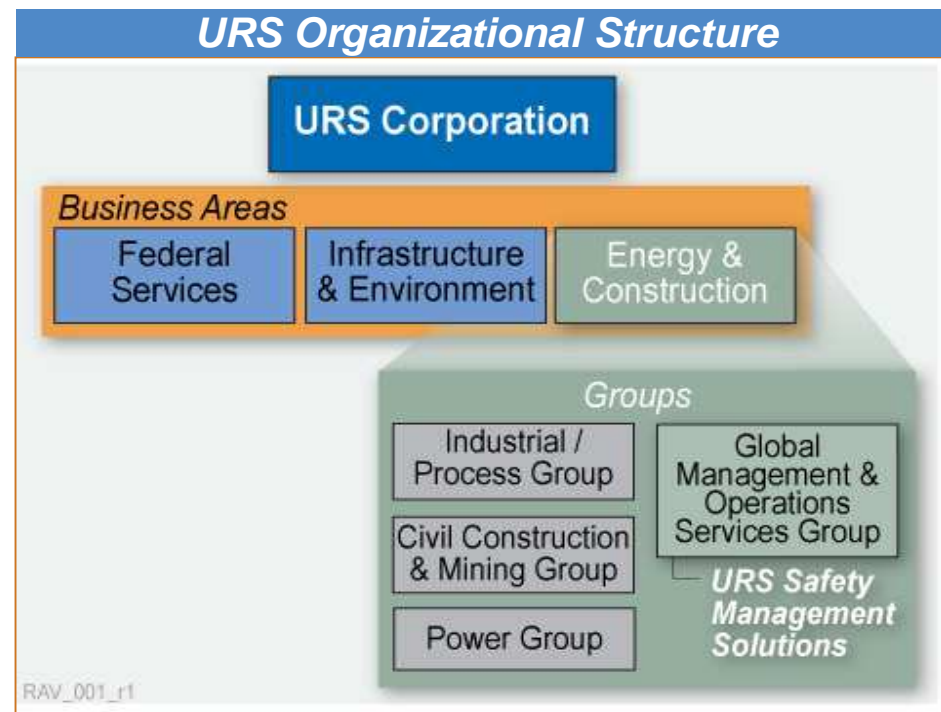 URS Organizational Structure
URS Corporation
Business Areas
Federal
Services
Infrastructure
& Environment
Energy &
Construction
Groups
Industrial /
Process Group
Civil Construction
& Mining Group
Power Group
Global
Management &
Operations
Services Group
URS Safety
Management
Solutions
RAV_001_r1